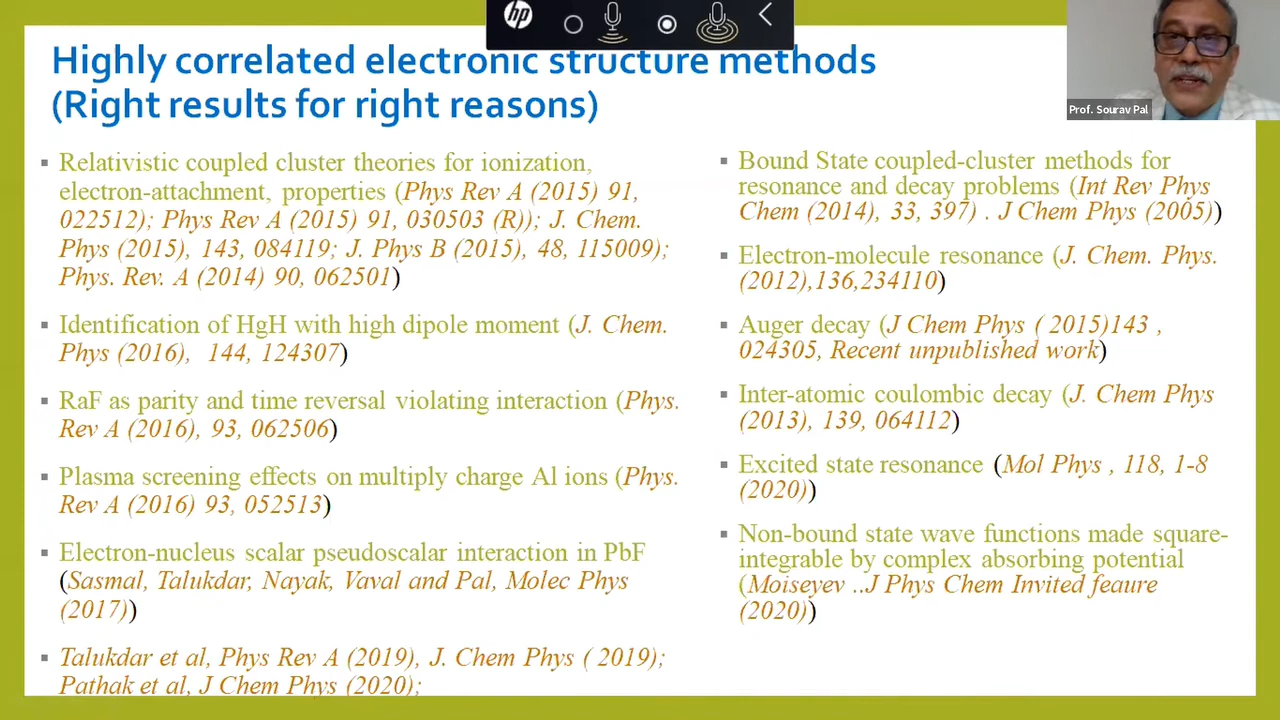 hp
Highly correlated electronic structure methods
(Right results for right reasons)
Prof. Sourav Pal
Relativistic coupled cluster theories for ionization,
electron-attachment, properties (Phys Rev A (2015) 91,
022512); Phys Rev A (2015) 91, 030503 (R)); J. Chem.
Phys (2015), 143, 084119; J. Phys B (2015), 48, 115009);
Phys. Rev. A (2014) 90, 062501)
Identification of HgH with high dipole moment (J. Chem.
Phys (2016), 144, 124307)
RaF as parity and time reversal violating interaction (Phys.
Rev A (2016), 93, 062506)
Plasma screening effects on multiply charge Al ions (Phys.
Rev A (2016) 93, 052513)
Electron-nucleus scalar pseudoscalar interaction in PbF
(Sasmal, Talukdar, Nayak, Vaval and Pal, Molec Phys
(2017))
Talukdar et al, Phys Rev A (2019), J. Chem Phys ( 2019);
Pathak et al, J Chem Phys (2020);
Bound State coupled-cluster methods for
resonance and decay problems (Int Rev Phys
Chem (2014), 33, 397) . J Chem Phys (2005))
Electron-molecule resonance (J. Chem. Phys.
(2012),136,234110)
Auger decay (J Chem Phys ( 2015)143 ,
024305, Recent unpublished work)
Inter-atomic coulombic decay (J. Chem Phys
(2013), 139, 064112)
Excited state resonance (Mol Phys , 118, 1-8
(2020))
Non-bound state wave functions made square-
integrable by complex absorbing potential
(Moiseyev ..J Phys Chem Invited feaure
(2020))